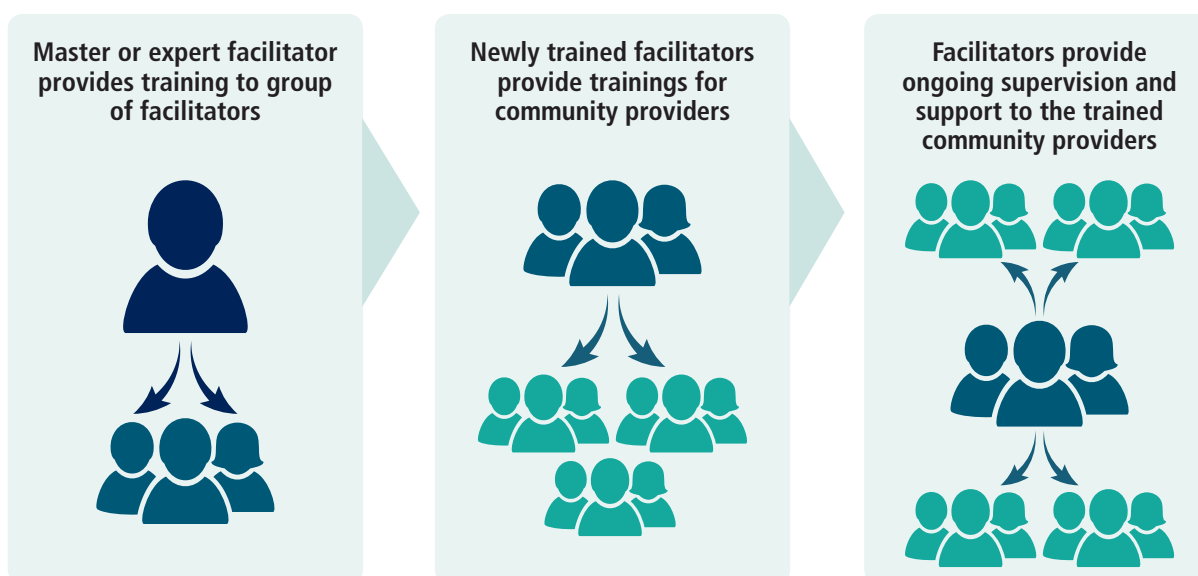 Master or expert facilitator
provides training to group
of facilitators
Newly trained facilitators
provide trainings for
community providers
Facilitators provide
ongoing supervision and
support to the trained
community providers